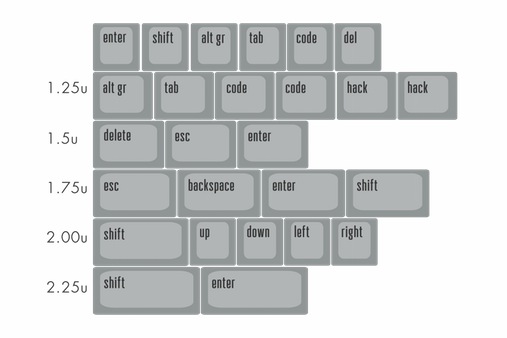 enter shift alt gr tab code del
1.25u alt gr tab code code hack hack
1.5u delete esc enter
1.75u esc backspace enter shift
2.00u shift up down left right
2.25u shift enter